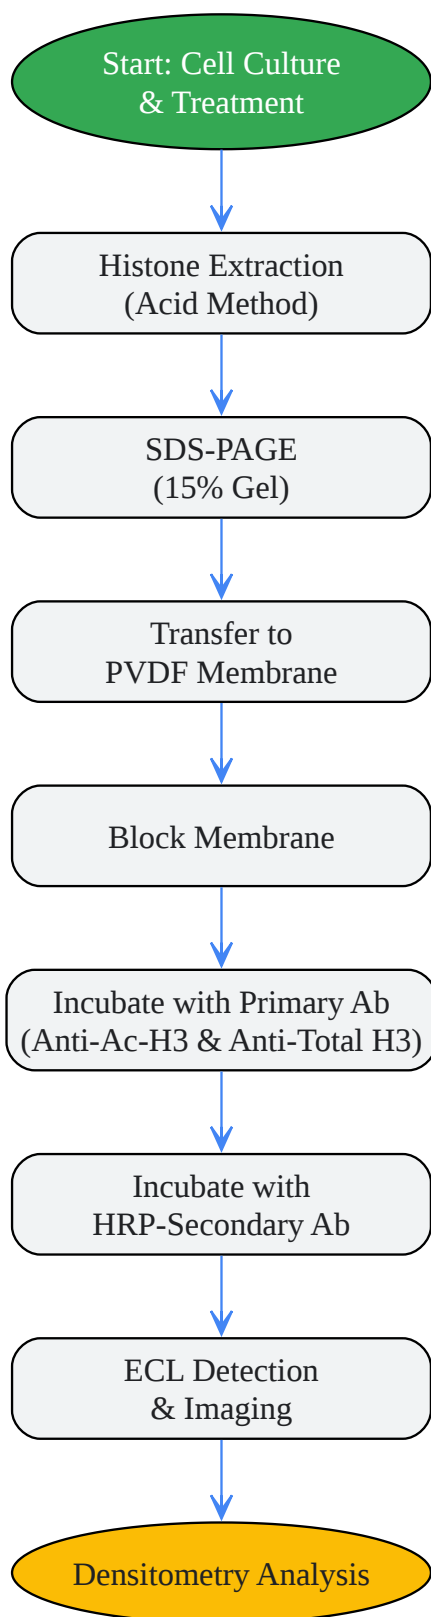 Start: Cell Culture
& Treatment
Histone Extraction
(Acid Method)
SDS-PAGE
(15% Gel)
Transfer to
PVDF Membrane
Block Membrane
Incubate with Primary Ab
(Anti-Ac-H3 & Anti-Total H3)
Incubate with
HRP-Secondary Ab
ECL Detection
& Imaging
Densitometry Analysis